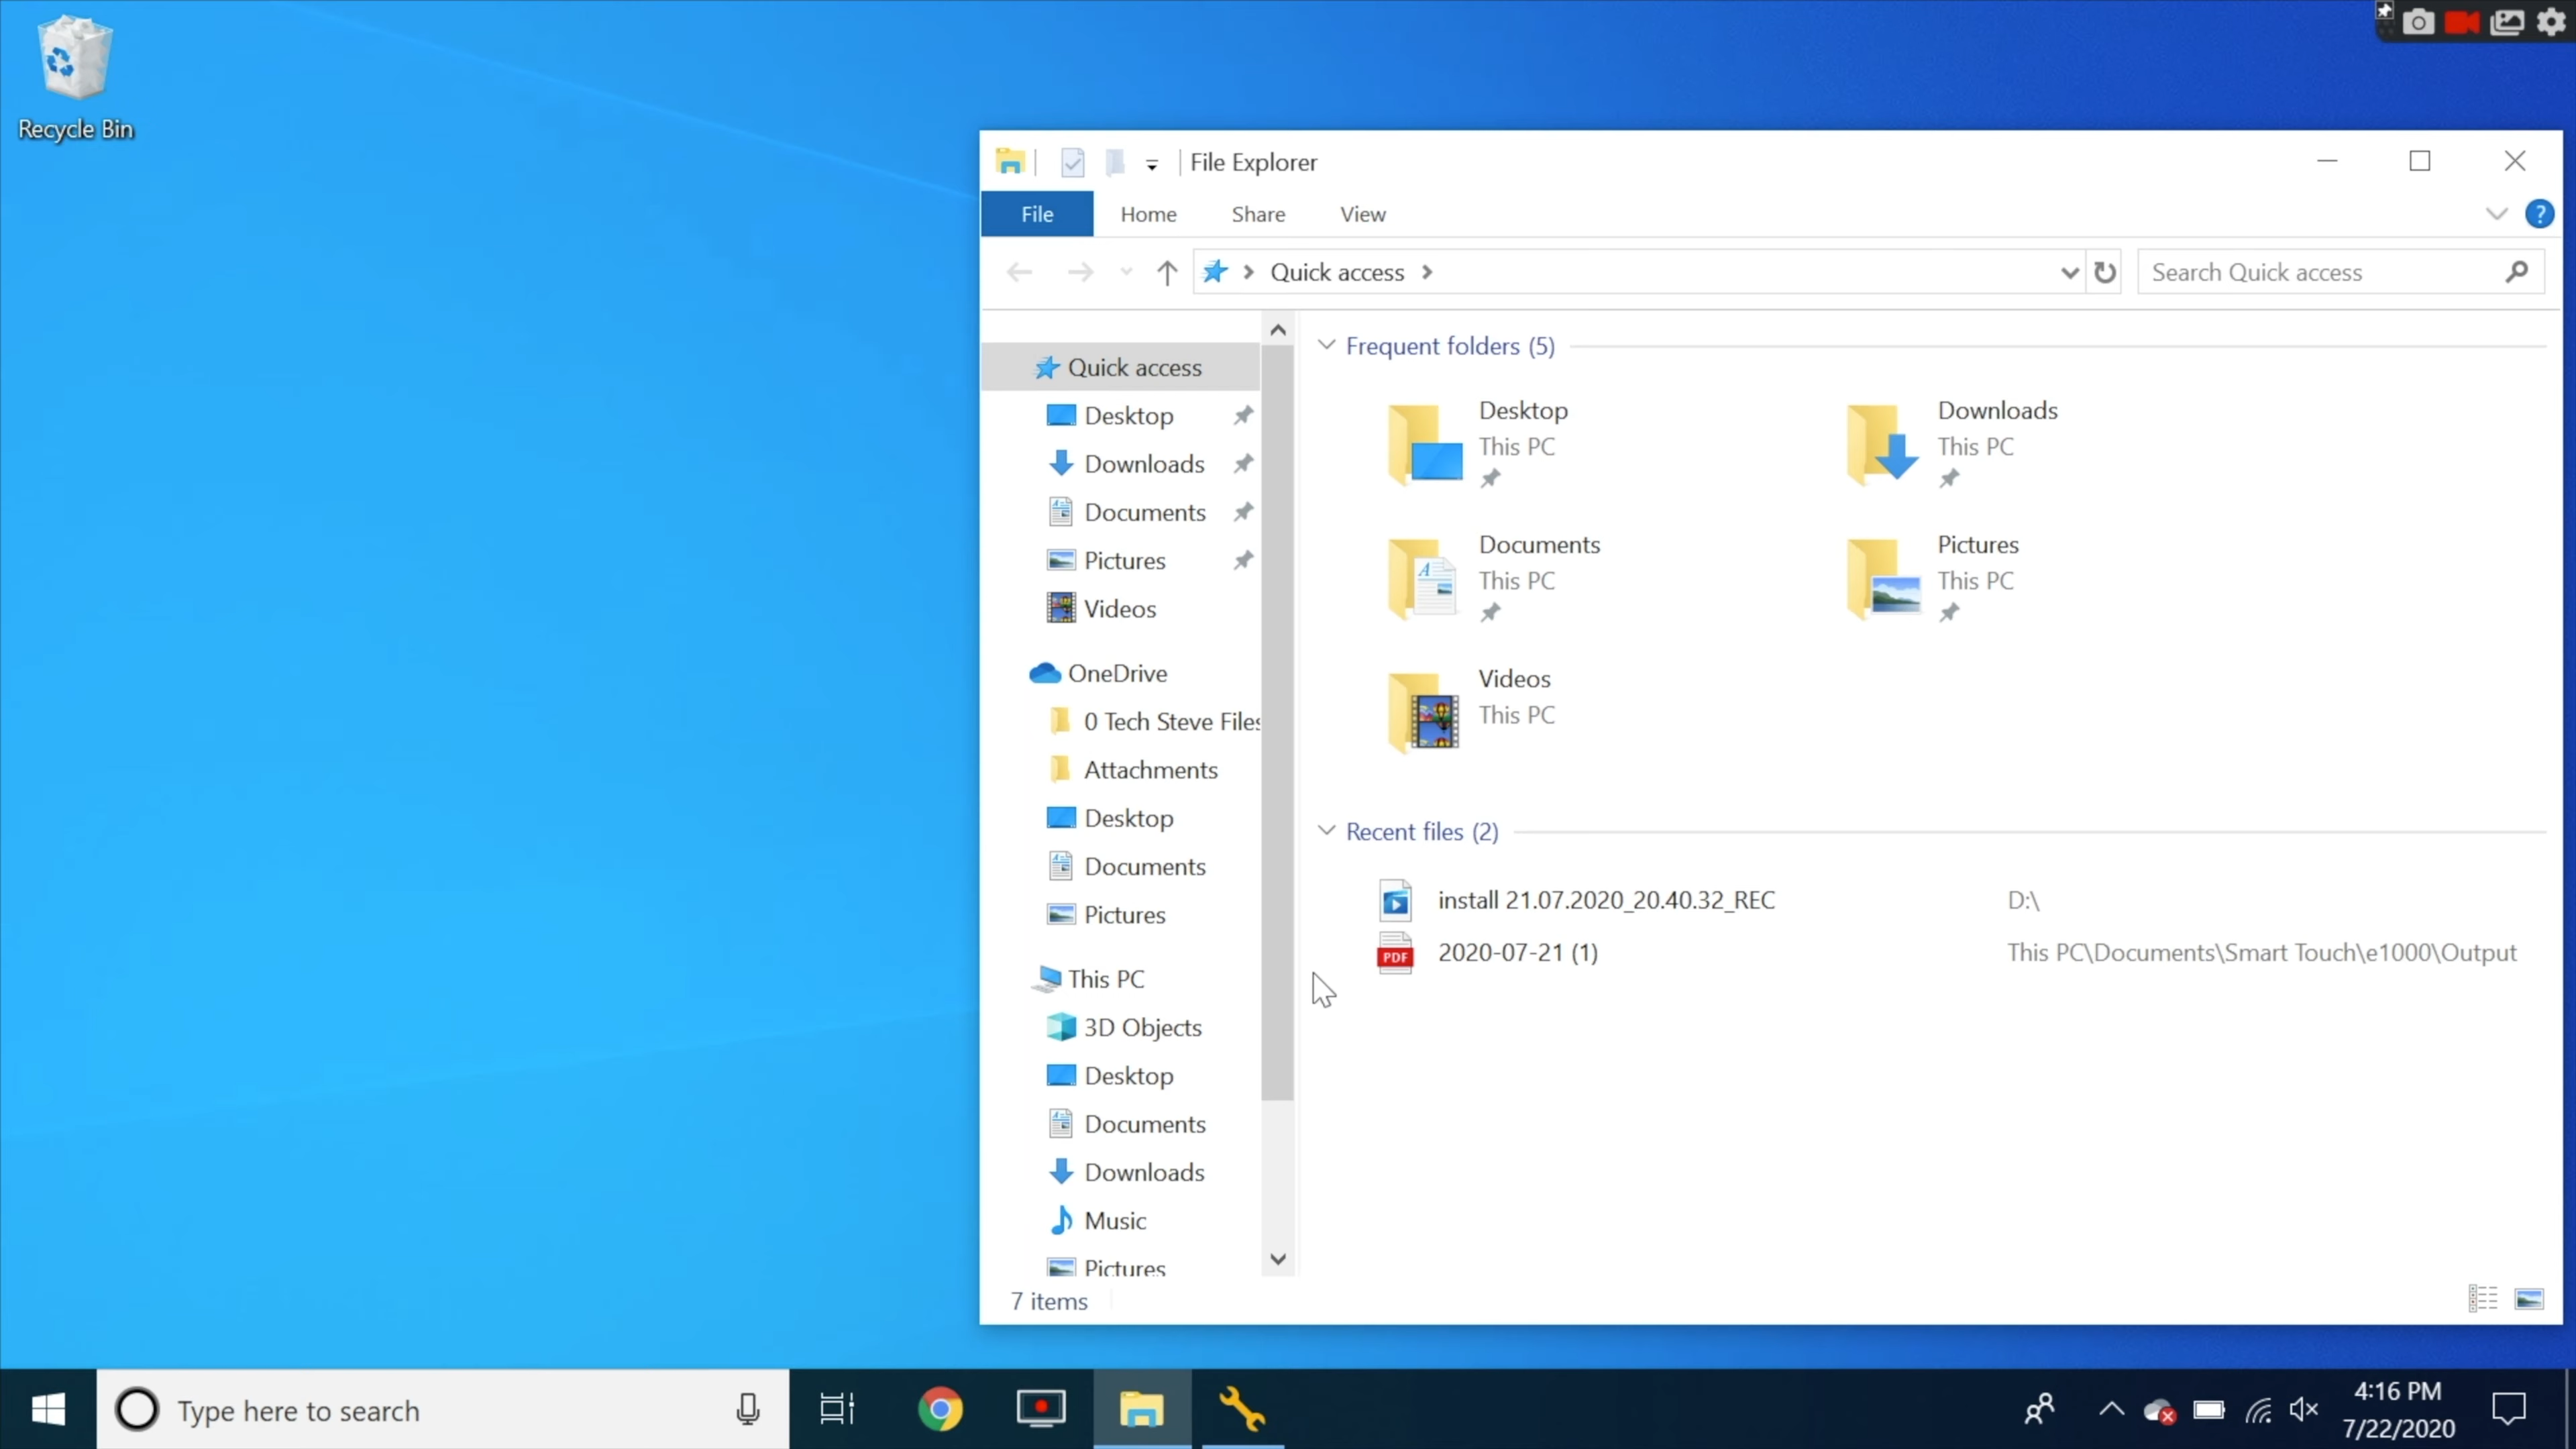 Recycle Bin
File Explorer
File Home Share View
?
Quick access
Search Quick access
Quick access
Desktop
Downloads
Documents
Pictures
Videos
OneDrive
0 Tech Steve Files
Attachments
Desktop
Documents
Pictures
This PC
3D Objects
Desktop
Documents
Downloads
Music
Pictures
Frequent folders (5)
Desktop
This PC
Downloads
This PC
Documents
This PC
Pictures
This PC
Videos
This PC
Recent files (2)
install 21.07.2020_20.40.32_REC D:\
PDF 2020-07-21 (1) This PC\Documents\Smart Touch\e1000\Output
7 items
Type here to search
4:16 PM
7/22/2020